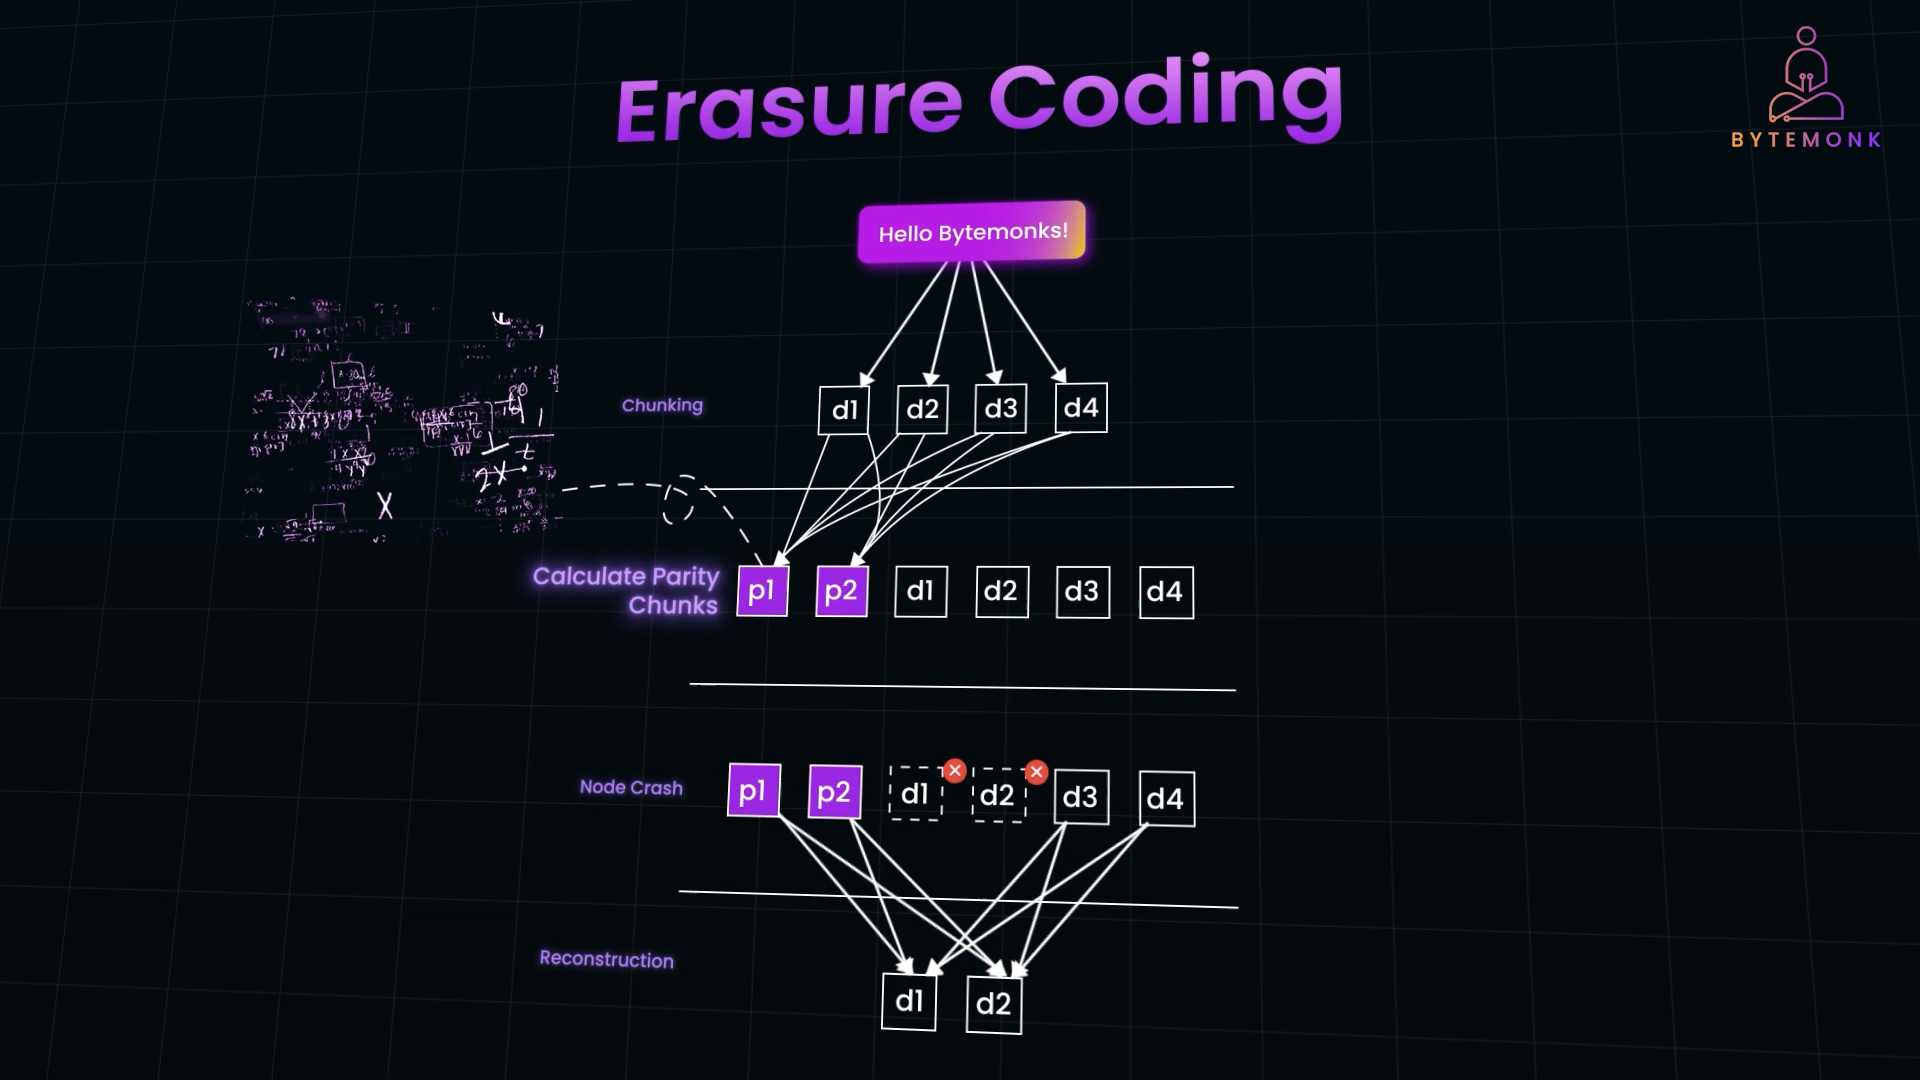 Erasure Coding
BYTEMONK
Hello Bytemonks!
Chunking
d1 d2 d3 d4
Calculate Parity
Chunks
p1 p2 d1 d2 d3 d4
Node Crash
p1 p2 d1 d2 d3 d4
Reconstruction
d1 d2